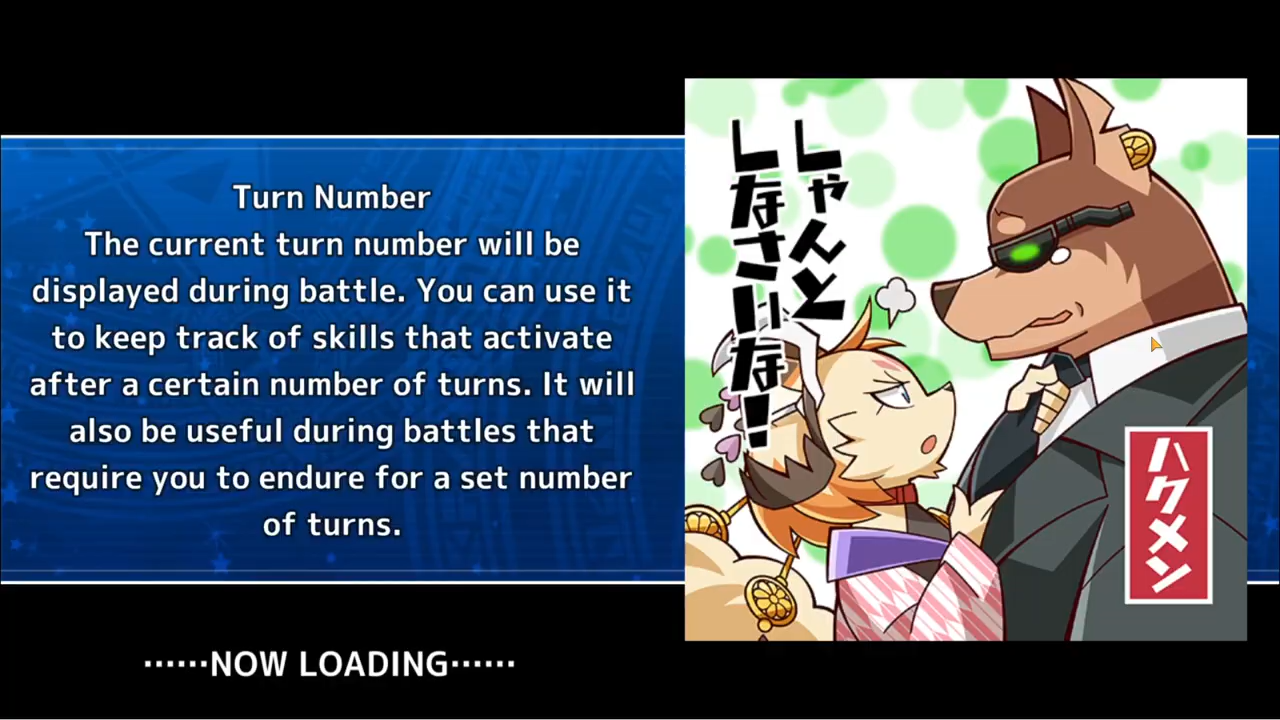 Turn Number
The current turn number will be
displayed during battle. You can use it
to keep track of skills that activate
after a certain number of turns. It will
also be useful during battles that
require you to endure for a set number
of turns.
……NOW LOADING……
しゃんと
しなさいな!
ハクメン